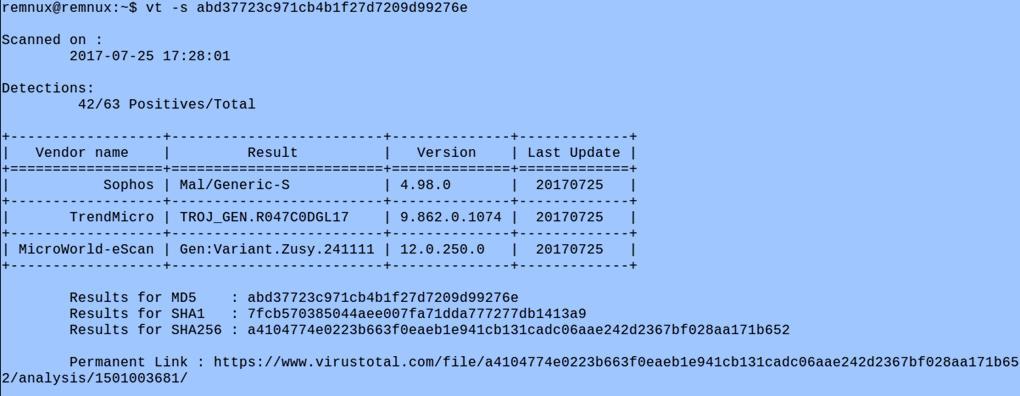 remnux@remnux:~$ vt -s abd37723c971cb4b1f27d7209d99276e
Scanned on :
2017-07-25 17:28:01
Detections:
42/63 Positives/Total
+------------------+-------------------------+--------------+-------------+
| Vendor name | Result | Version | Last Update |
+==================+=========================+==============+=============+
| Sophos | Mal/Generic-S | 4.98.0 | 20170725 |
+------------------+-------------------------+--------------+-------------+
| TrendMicro | TROJ_GEN.R047C0DGL17 | 9.862.0.1074 | 20170725 |
+------------------+-------------------------+--------------+-------------+
| MicroWorld-eScan | Gen:Variant.Zusy.241111 | 12.0.250.0 | 20170725 |
+------------------+-------------------------+--------------+-------------+
Results for MD5 : abd37723c971cb4b1f27d7209d99276e
Results for SHA1 : 7fcb570385044aee007fa71dda777277db1413a9
Results for SHA256 : a4104774e0223b663f0eaeb1e941cb131cadc06aae242d2367bf028aa171b652
Permanent Link : https://www.virustotal.com/file/a4104774e0223b663f0eaeb1e941cb131cadc06aae242d2367bf028aa171b65
2/analysis/1501003681/